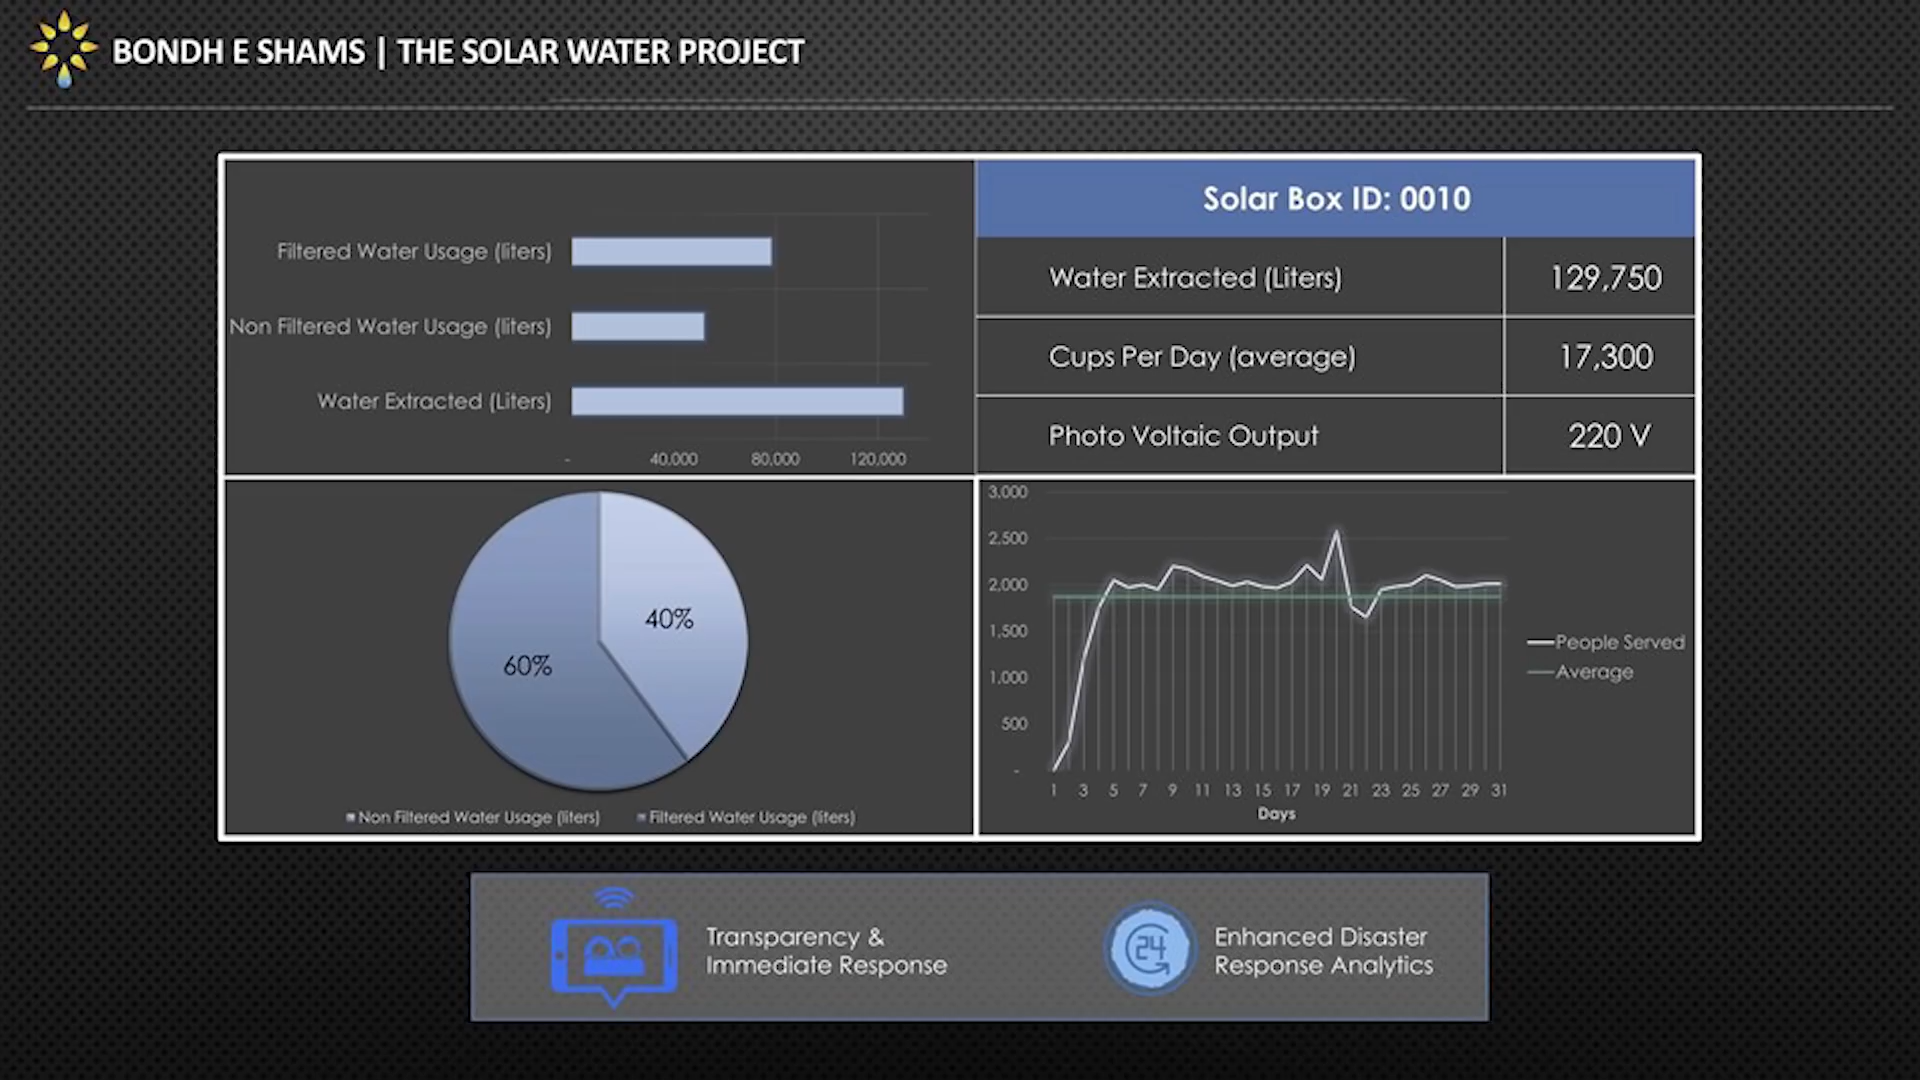 BONDH E SHAMS | THE SOLAR WATER PROJECT
Filtered Water Usage (liters)
Non Filtered Water Usage (liters)
Water Extracted (Liters)
-
40,000
80,000
120,000
Solar Box ID: 0010
Water Extracted (Liters)
129,750
Cups Per Day (average)
17,300
Photo Voltaic Output
220 V
40%
60%
Non Filtered Water Usage (liters)
Filtered Water Usage (liters)
3,000
2,500
2,000
1,500
1,000
500
-
1 3 5 7 9 11 13 15 17 19 21 23 25 27 29 31
Days
People Served
Average
Transparency &
Immediate Response
24
Enhanced Disaster
Response Analytics